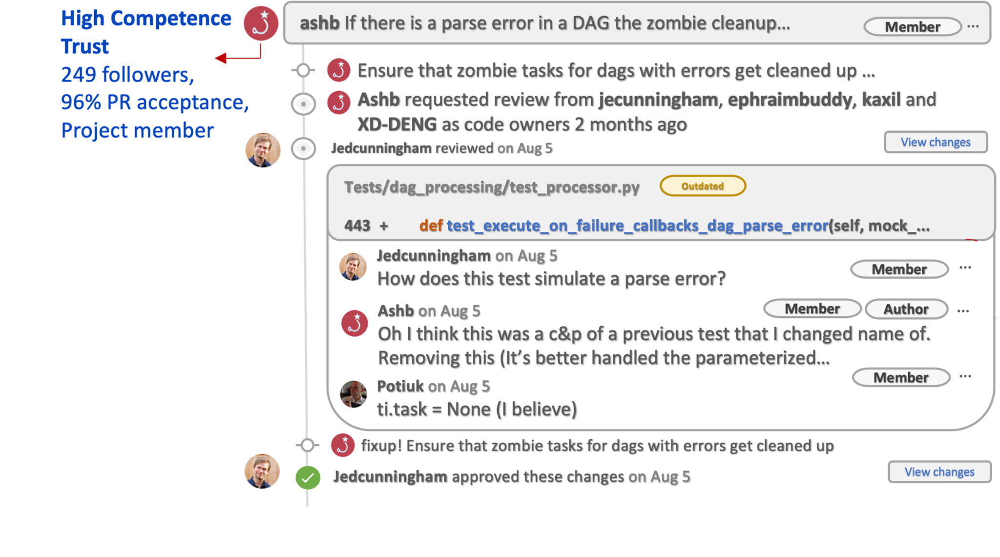 High Competence
Trust
249 followers,
96% PR acceptance,
Project member
ashb If there is a parse error in a DAG the zombie cleanup...
Member ...
Ensure that zombie tasks for dags with errors get cleaned up ...
Ashb requested review from jecunningham, ephraimbuddy, kaxil and
XD-DENG as code owners 2 months ago
Jedcunningham reviewed on Aug 5
View changes
Tests/dag_processing/test_processor.py
Outdated
443 + def test_execute_on_failure_callbacks_dag_parse_error(self, mock_...
Jedcunningham on Aug 5
Member ...
How does this test simulate a parse error?
Ashb on Aug 5
Member Author ...
Oh I think this was a c&p of a previous test that I changed name of.
Removing this (It’s better handled the parameterized...
Potiuk on Aug 5
Member ...
ti.task = None (I believe)
fixup! Ensure that zombie tasks for dags with errors get cleaned up
Jedcunningham approved these changes on Aug 5
View changes